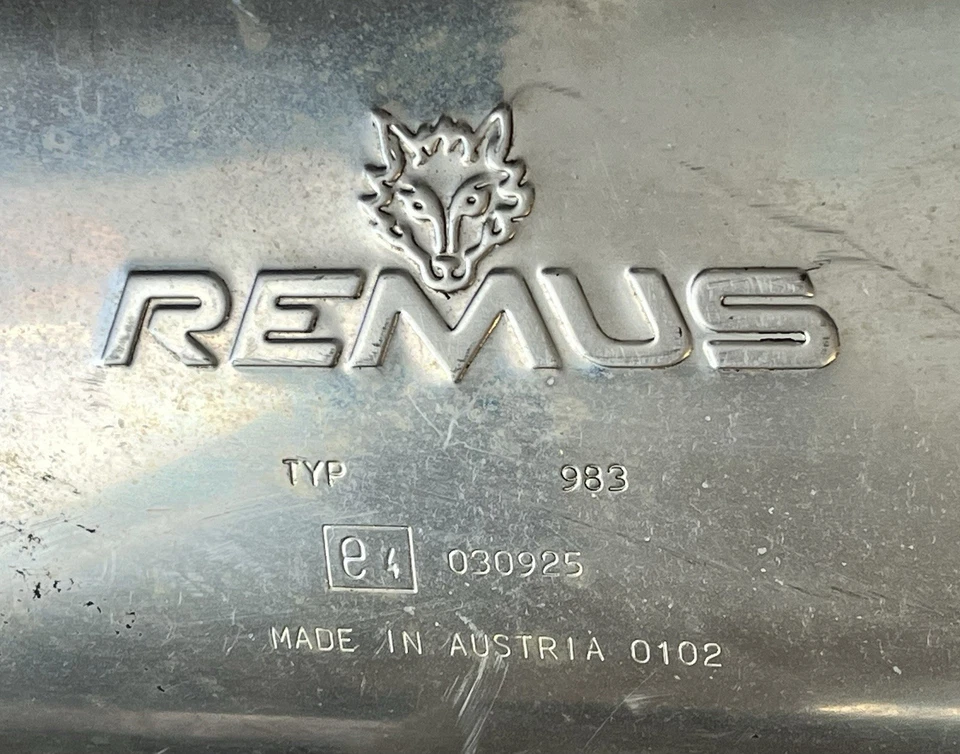 REMUS
TYP 983
e4 030925
MADE IN AUSTRIA 0102